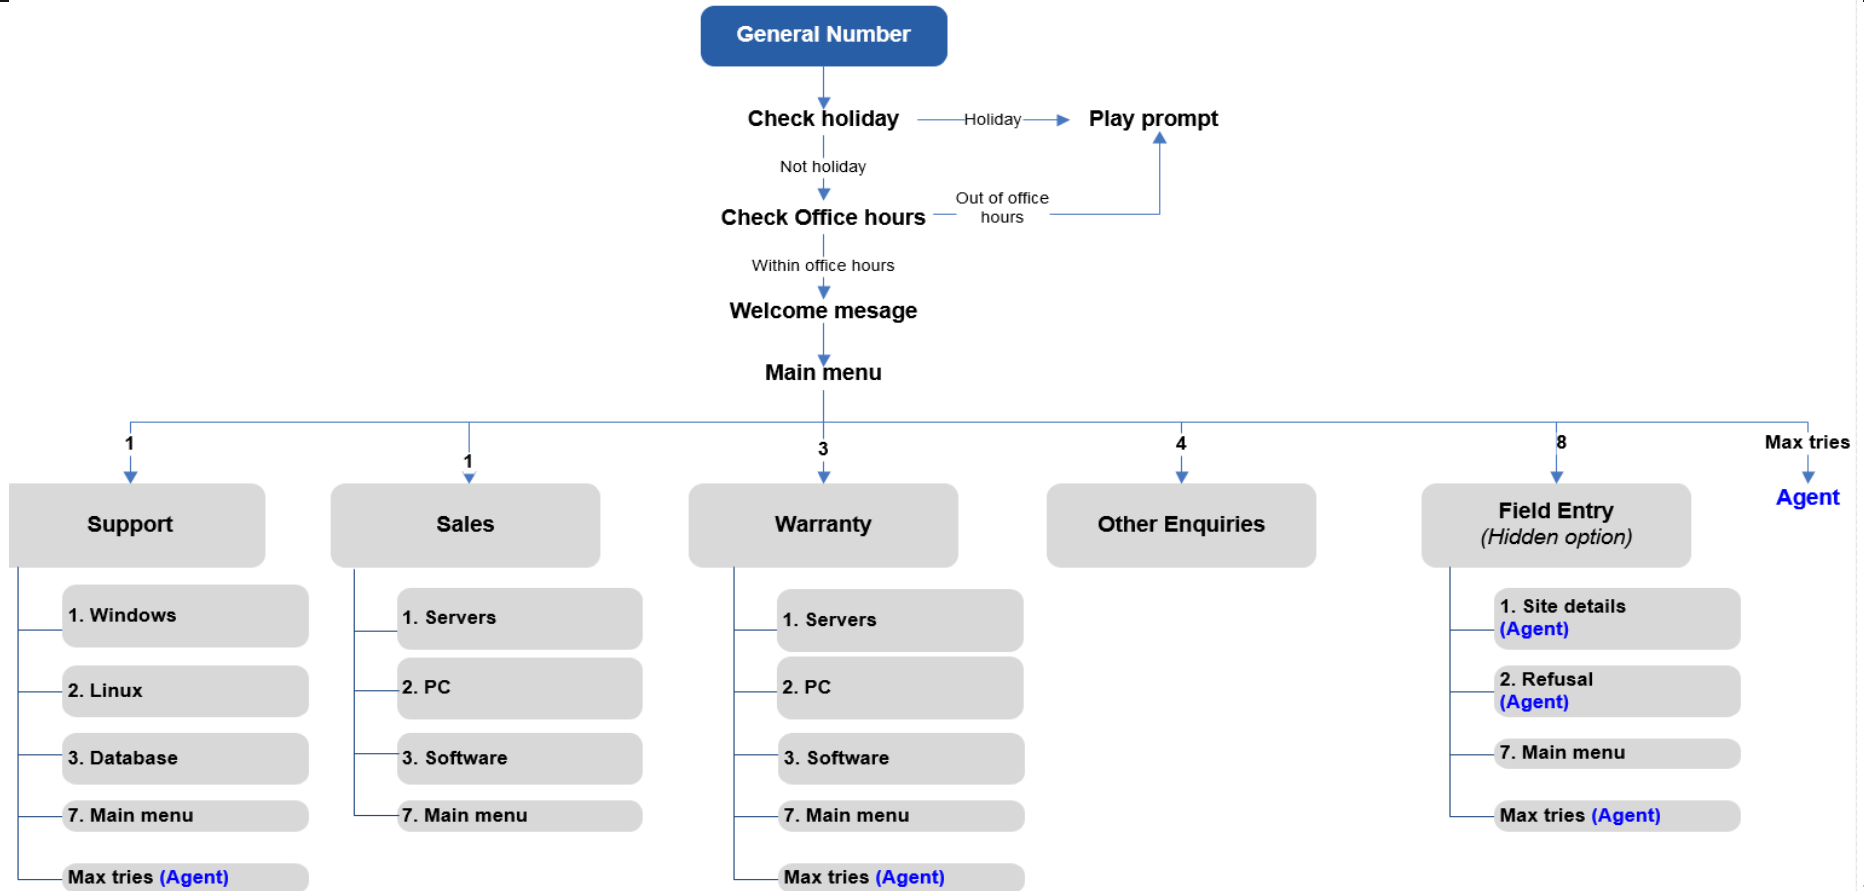 General Number
Check holiday
Holiday
Play prompt
Not holiday
Out of office
hours
Check Office hours
Within office hours
Welcome mesage
Main menu
1
1
3
4
8
Max tries
Agent
Support
1. Windows
2. Linux
3. Database
7. Main menu
Max tries (Agent)
Sales
1. Servers
2. PC
3. Software
7. Main menu
Warranty
1. Servers
2. PC
3. Software
7. Main menu
Max tries (Agent)
Other Enquiries
Field Entry
(Hidden option)
1. Site details
(Agent)
2. Refusal
(Agent)
7. Main menu
Max tries (Agent)